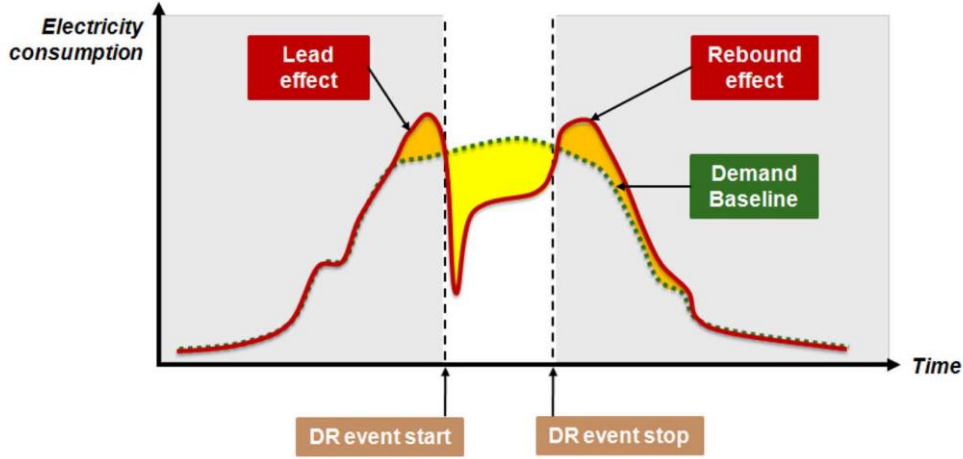 Electricity
consumption
Lead
effect
Rebound
effect
Demand
Baseline
Time
DR event start
DR event stop